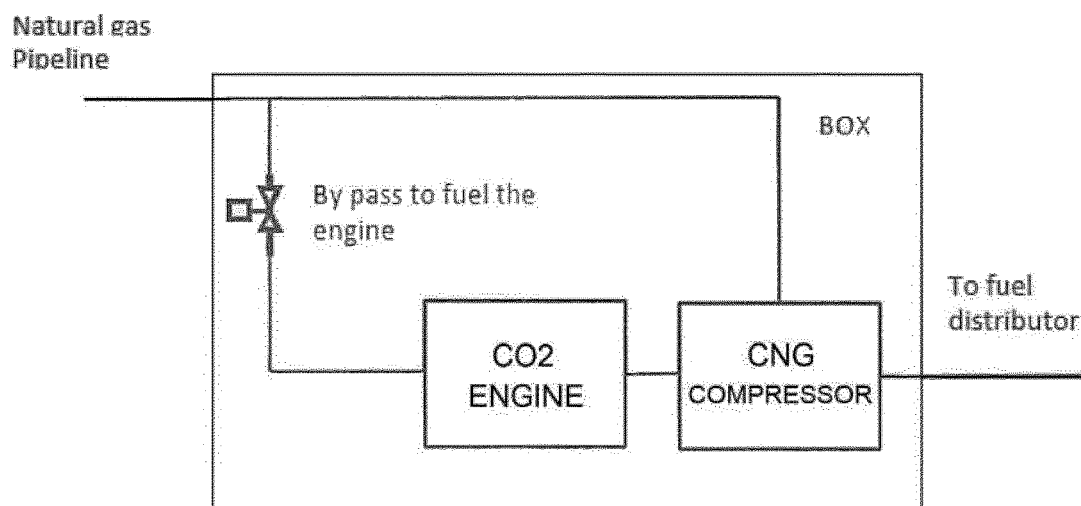 Natural gas
Pipeline
BOX
By pass to fuel the
engine
To fuel
distributor
CO2
ENGINE
CNG
COMPRESSOR